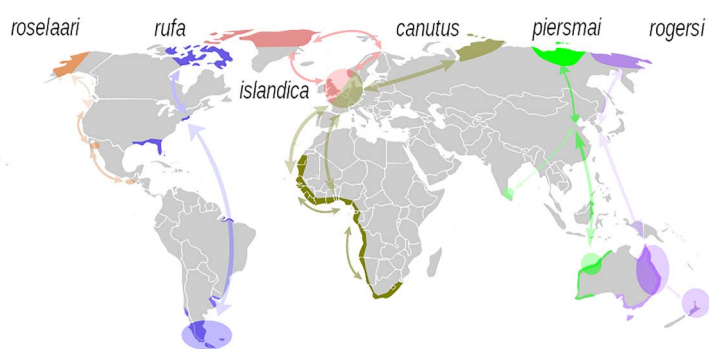 roselaari
rufa
canutus
piersmai
rogersi
islandica